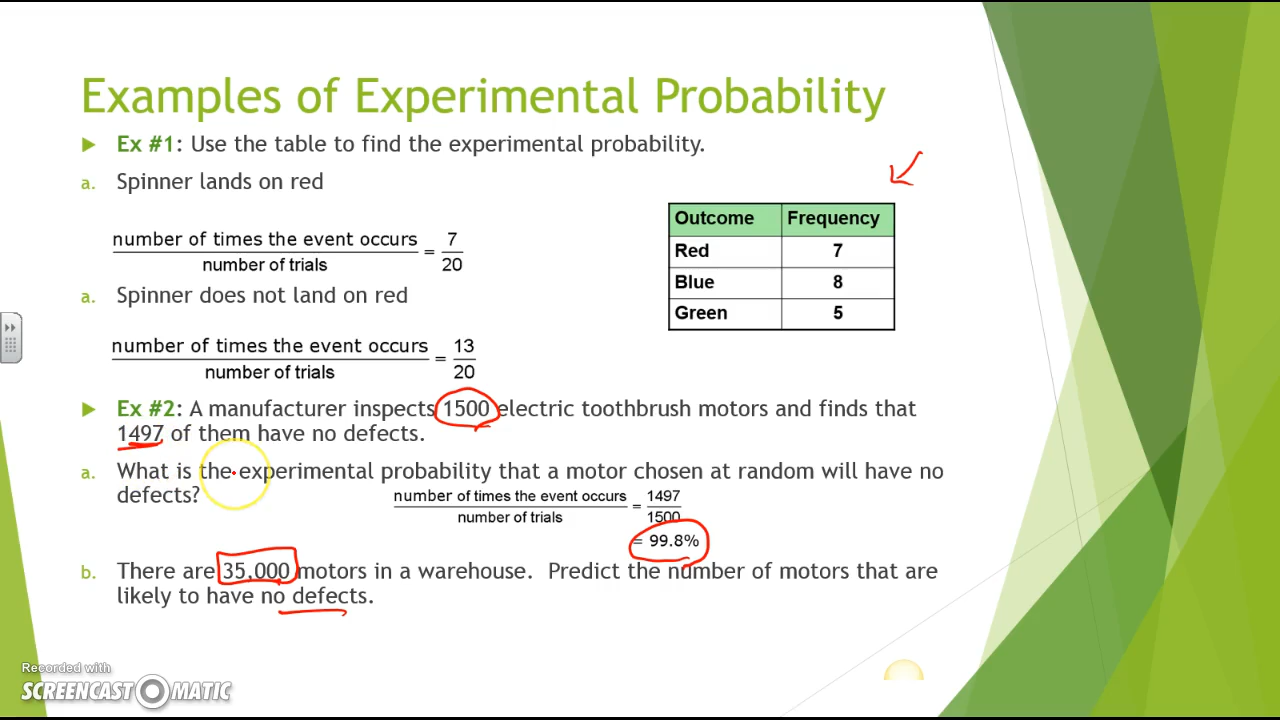 Examples of Experimental Probability
Ex #1: Use the table to find the experimental probability.
a. Spinner lands on red
number of times the event occurs
number of trials
= 7
20
a. Spinner does not land on red
number of times the event occurs
number of trials
= 13
20
Outcome Frequency
Red 7
Blue 8
Green 5
Ex #2: A manufacturer inspects 1500 electric toothbrush motors and finds that
1497 of them have no defects.
a. What is the experimental probability that a motor chosen at random will have no
defects?
number of times the event occurs
number of trials
= 1497
1500
= 99.8%
b. There are 35,000 motors in a warehouse. Predict the number of motors that are
likely to have no defects.
Recorded with
SCREENCAST-O-MATIC